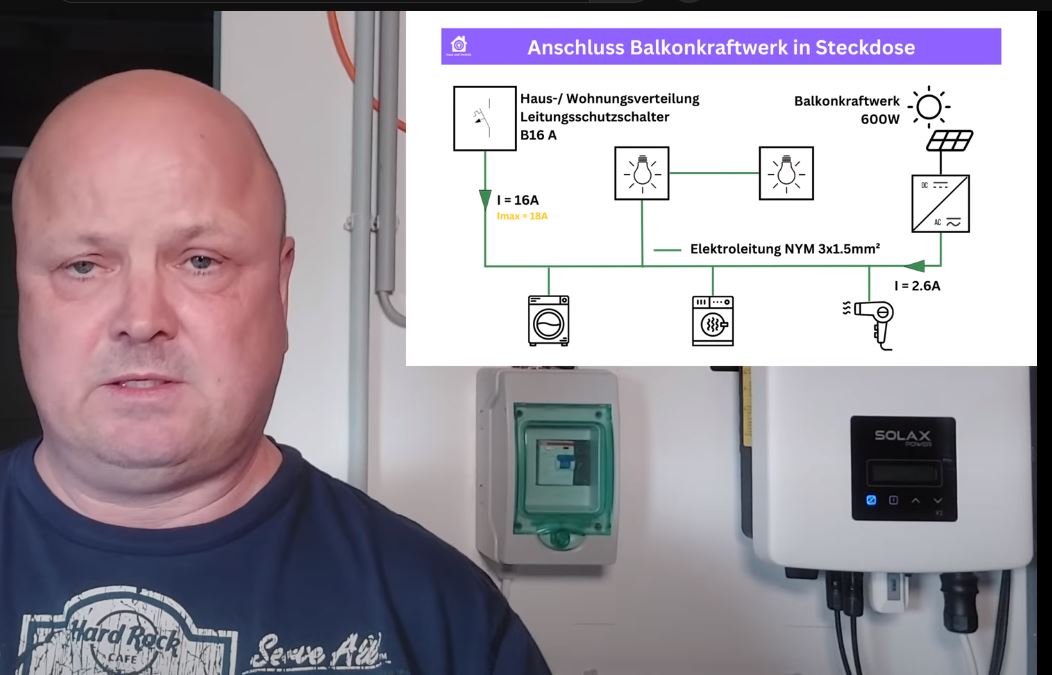 Anschluss Balkonkraftwerk in Steckdose
Haus-/ Wohnungsverteilung
Leitungsschutzschalter
B16 A
Balkonkraftwerk
600W
DC
AC
I = 16A
Imax = 18A
Elektroleitung NYM 3x1.5mm²
I = 2.6A
SOLAX
POWER
Hard Rock
CAFE
Serve All